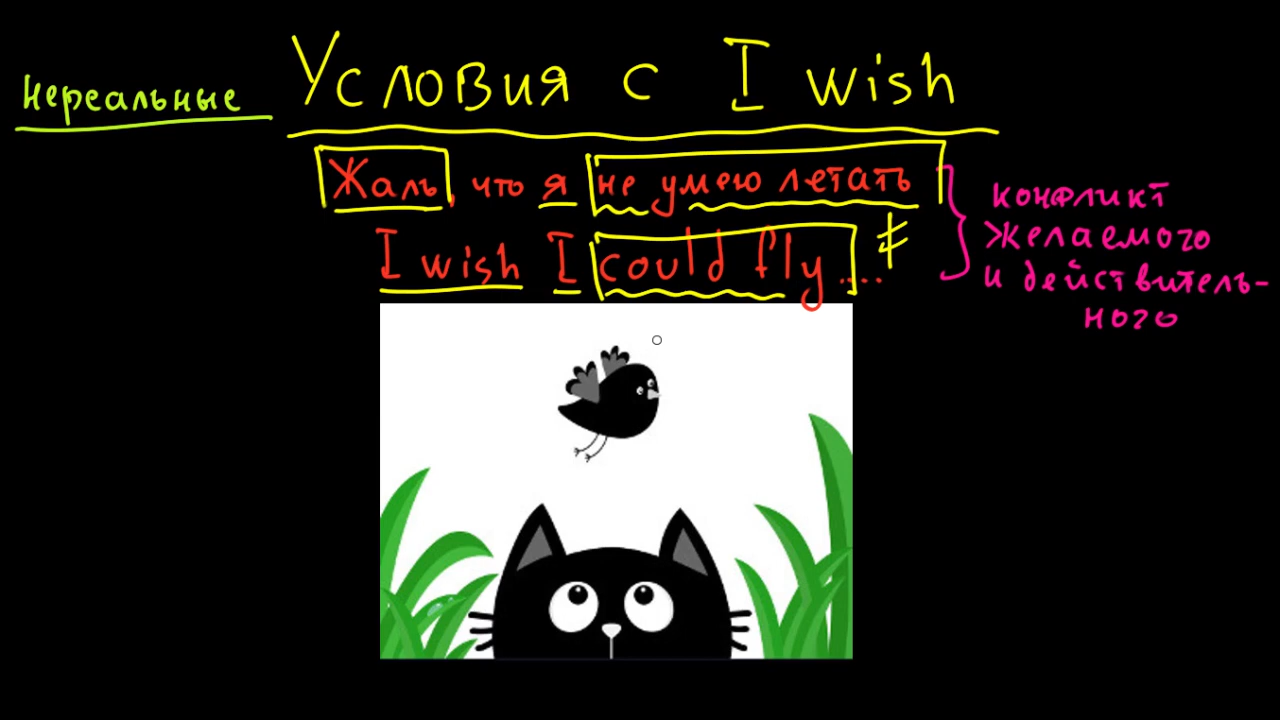 нереальные Условия с I wish
Жаль, что я не умею летать
I wish I could fly.... ≠
конфликт
желаемого
и действитель-
ного